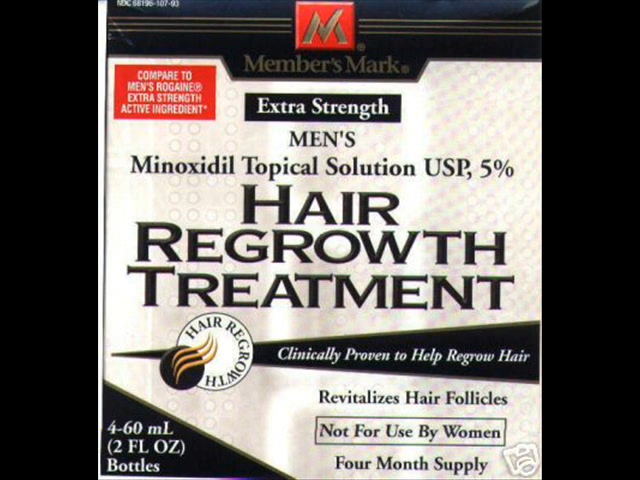 NDC 68196-107-93
M®
Member's Mark®
COMPARE TO
MEN'S ROGAINE®
EXTRA STRENGTH
ACTIVE INGREDIENT*
Extra Strength
MEN'S
Minoxidil Topical Solution USP, 5%
HAIR
REGROWTH
TREATMENT
HAIR REGROWTH
Clinically Proven to Help Regrow Hair
Revitalizes Hair Follicles
4-60 mL
(2 FL OZ)
Bottles
Not For Use By Women
Four Month Supply